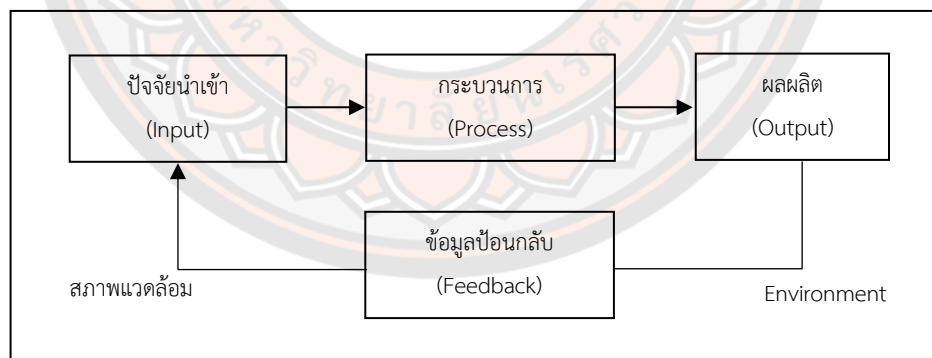 ปัจจัยนำเข้า
(Input)
กระบวนการ
(Process)
ผลผลิต
(Output)
ข้อมูลป้อนกลับ
(Feedback)
สภาพแวดล้อม
Environment